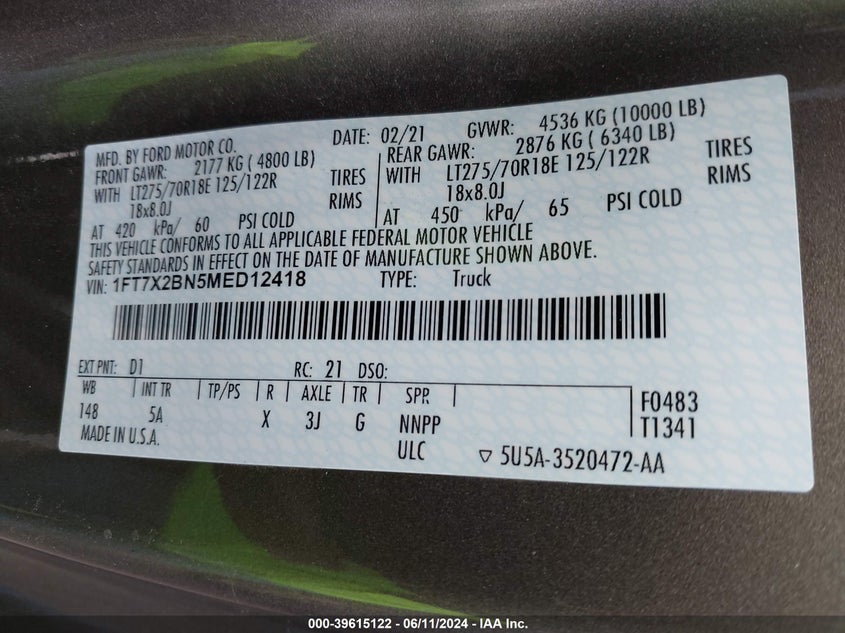 MFD. BY FORD MOTOR CO. DATE: 02/21 GVWR: 4536 KG (10000 LB)
FRONT GAWR: 2177 KG ( 4800 LB) REAR GAWR: 2876 KG ( 6340 LB)
WITH LT275/70R18E 125/122R TIRES WITH LT275/70R18E 125/122R TIRES
18x8.0J RIMS 18x8.0J RIMS
AT 420 kPa/ 60 PSI COLD AT 450 kPa/ 65 PSI COLD
THIS VEHICLE CONFORMS TO ALL APPLICABLE FEDERAL MOTOR VEHICLE
SAFETY STANDARDS IN EFFECT ON THE DATE OF MANUFACTURE SHOWN ABOVE.
VIN: 1FT7X2BN5MED12418 TYPE: Truck
EXT PNT: D1 RC: 21 DSO:
WB INT TR TP/PS R AXLE TR SPR F0483
148 5A X 3J G NNPP T1341
MADE IN U.S.A. ULC ▽ 5U5A-3520472-AA
000-39615122 - 06/11/2024 - IAA Inc.